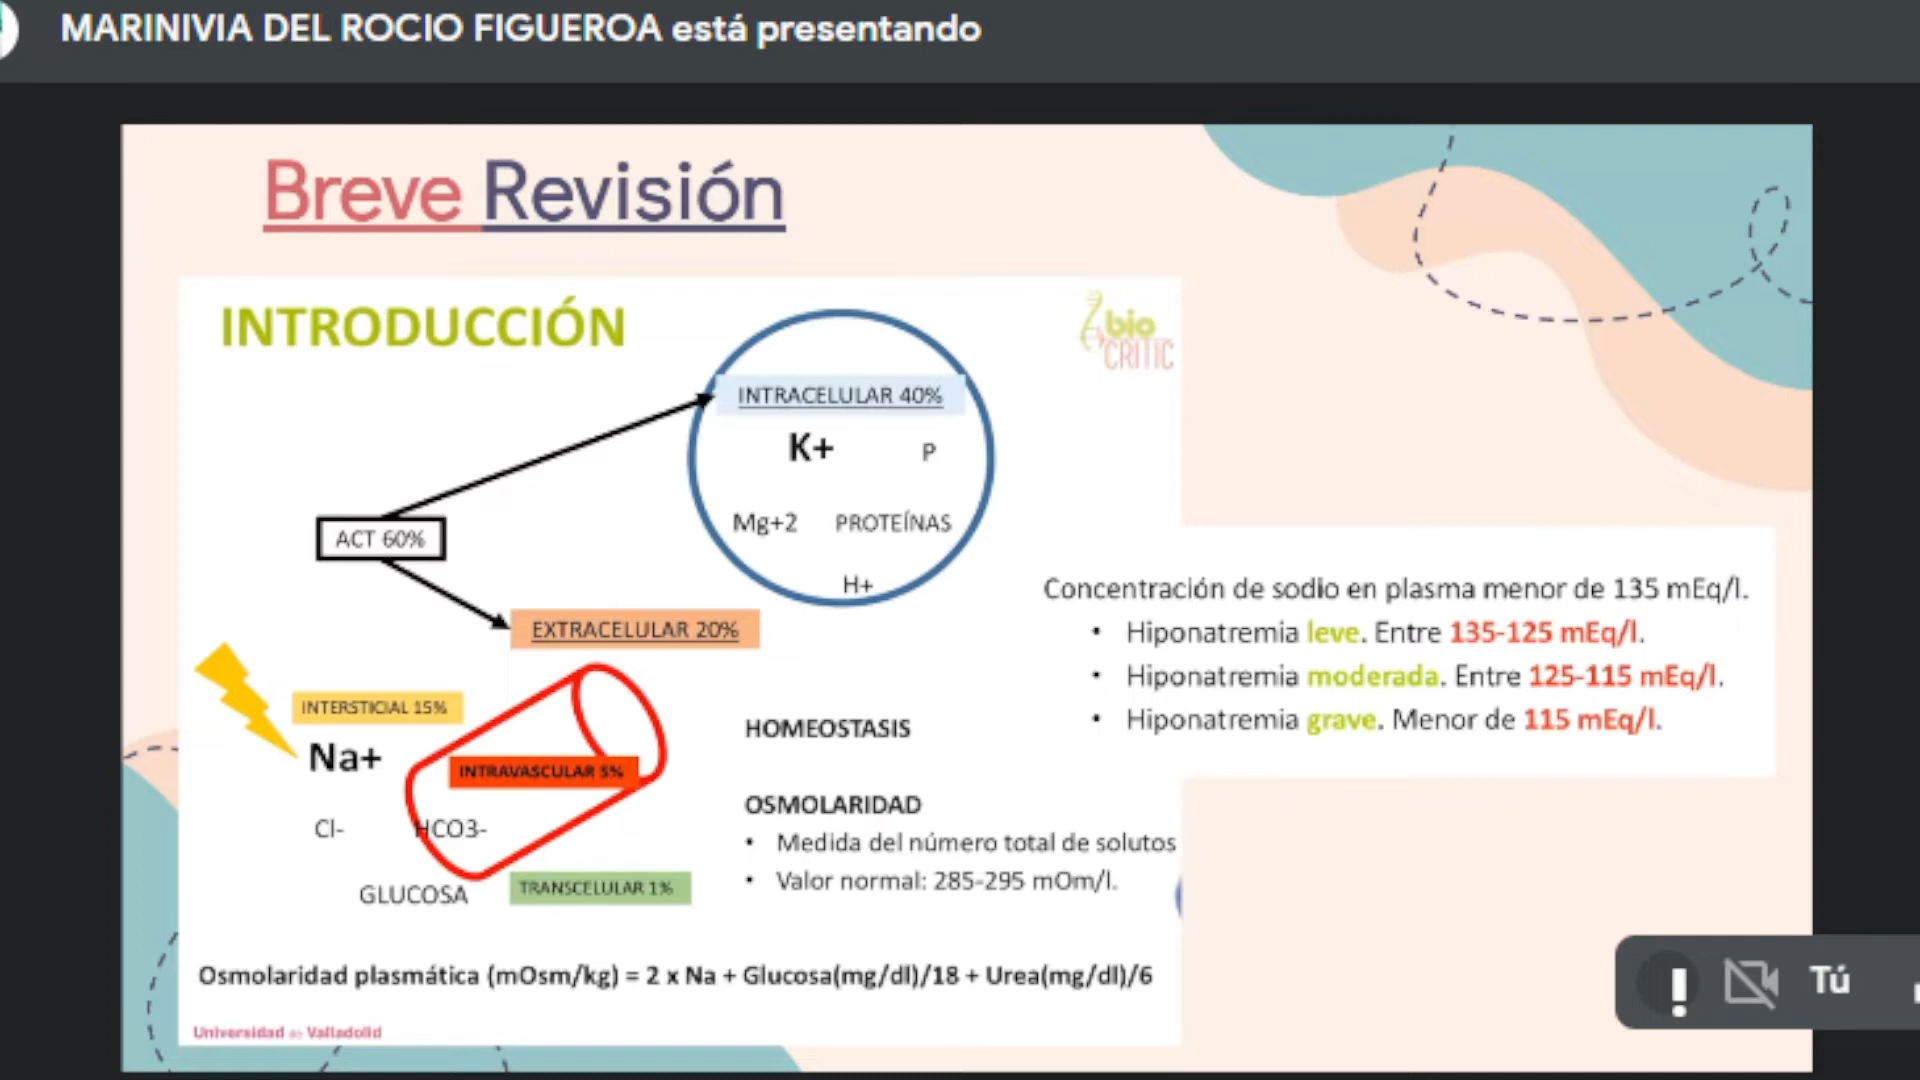 MARINIVIA DEL ROCIO FIGUEROA está presentando
Breve Revisión
INTRODUCCIÓN
bio
CRITIC
INTRACELULAR 40%
K+ P
Mg+2 PROTEÍNAS
H+
ACT 60%
EXTRACELULAR 20%
INTERSTICIAL 15%
Na+
INTRAVASCULAR 5%
Cl- HCO3-
GLUCOSA
TRANSCELULAR 1%
HOMEOSTASIS
OSMOLARIDAD
• Medida del número total de solutos
• Valor normal: 285-295 mOm/l.
Concentración de sodio en plasma menor de 135 mEq/l.
• Hiponatremia leve. Entre 135-125 mEq/l.
• Hiponatremia moderada. Entre 125-115 mEq/l.
• Hiponatremia grave. Menor de 115 mEq/l.
Osmolaridad plasmática (mOsm/kg) = 2 x Na + Glucosa(mg/dl)/18 + Urea(mg/dl)/6
Universidad de Valladolid
Tú